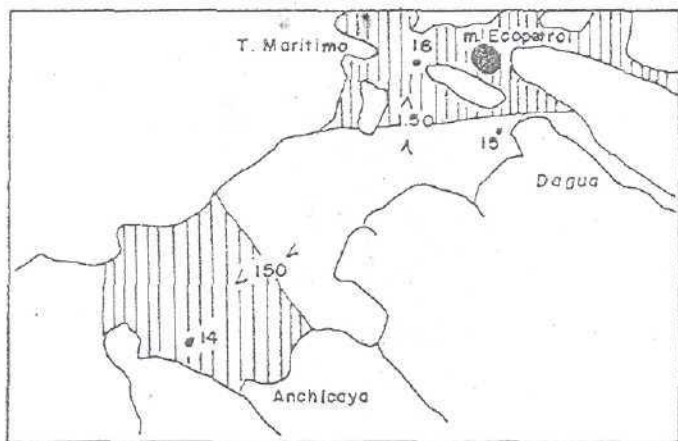 T. Maritimo
m. Ecopetrol
16
150
15
Dagua
150
14
Anchicaya